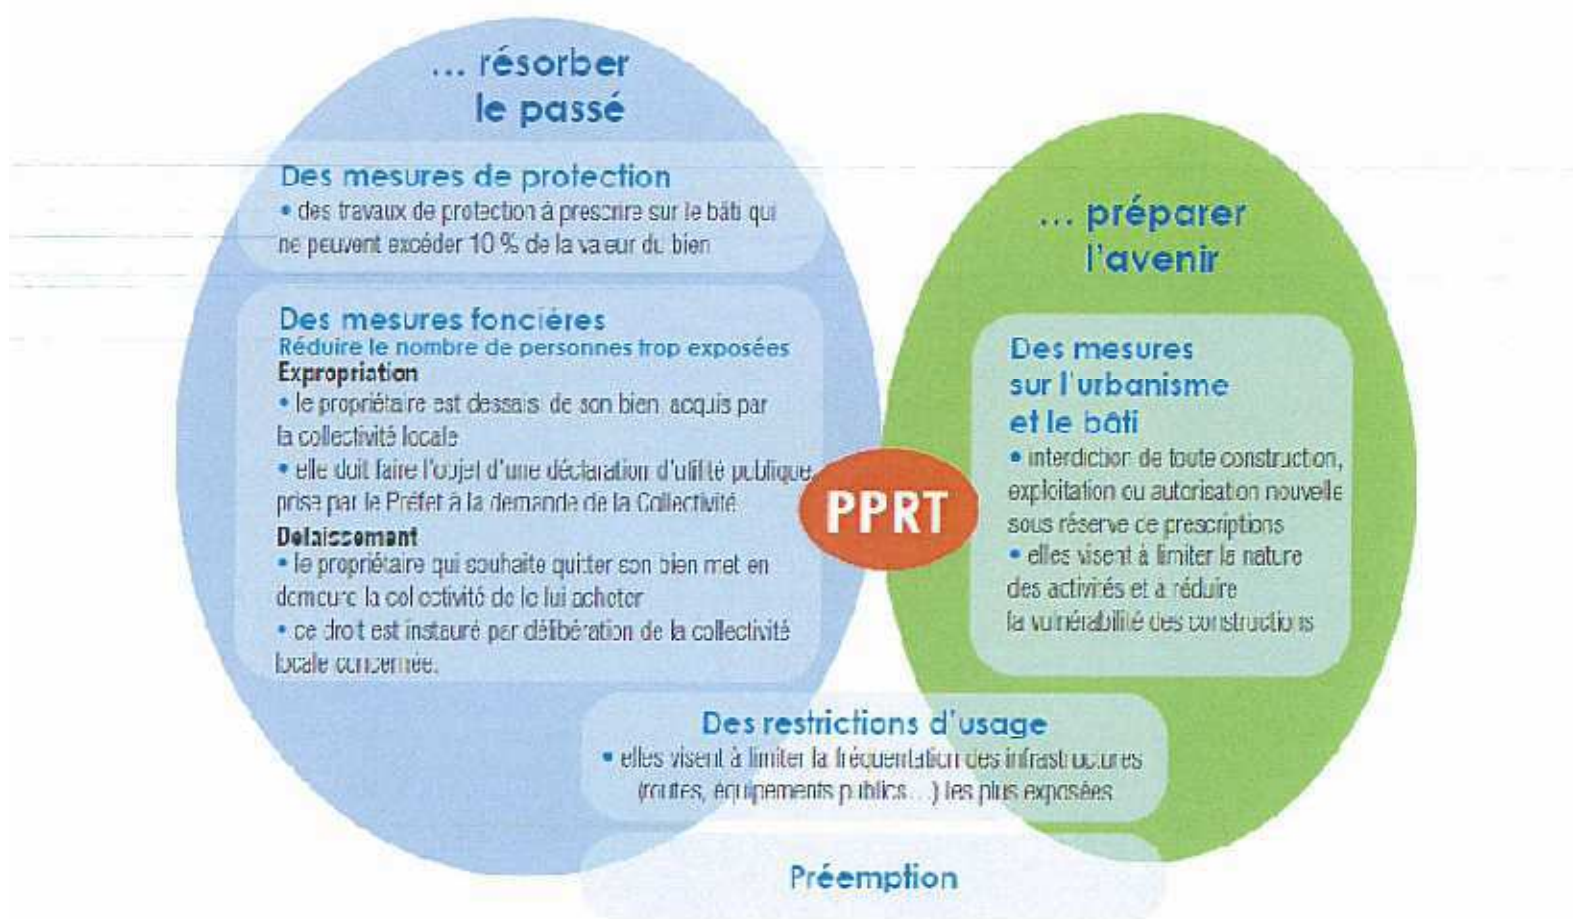 ... résorber
le passé
Des mesures de protection
• des travaux de protection à prescrire sur le bâti qui
ne peuvent excéder 10 % de la valeur du bien
Des mesures foncières
Réduire le nombre de personnes trop exposées
Expropriation
• le propriétaire est dessaisi de son bien, acquis par
la collectivité locale
• elle doit faire l'objet d'une déclaration d'utilité publique
prise par le Préfet à la demande de la Collectivité
Délaissement
• le propriétaire qui souhaite quitter son bien met en
demeure la collectivité de le lui acheter
• ce droit est instauré par délibération de la collectivité
locale concernée.
PPRT
... préparer
l'avenir
Des mesures
sur l'urbanisme
et le bâti
• interdiction de toute construction,
exploitation ou autorisation nouvelle
sous réserve de prescriptions
• elles visent à limiter la nature
des activités et à réduire
la vulnérabilité des constructions
Des restrictions d'usage
• elles visent à limiter la fréquentation des infrastructures
(routes, équipements publics...) les plus exposées
Préemption